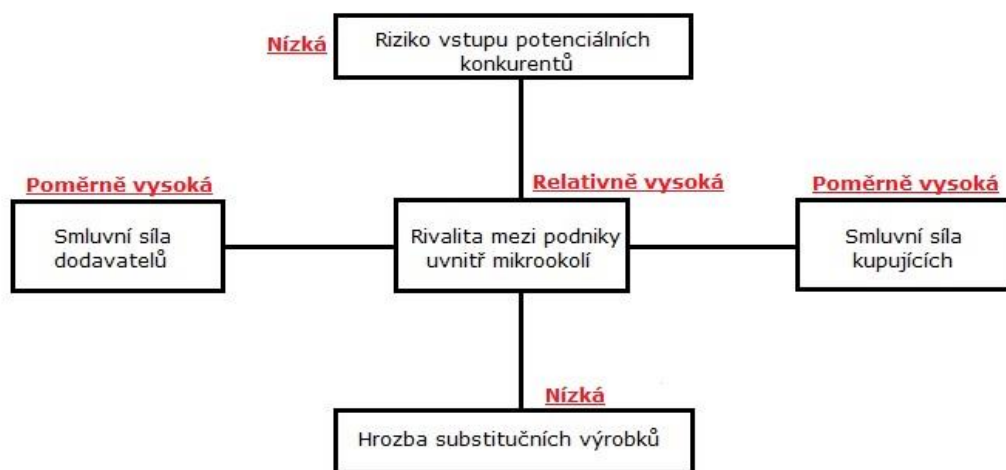 Nízká
Riziko vstupu potenciálních
konkurentů
Poměrně vysoká
Relativně vysoká
Poměrně vysoká
Smluvní síla
dodavatelů
Rivalita mezi podniky
uvnitř mikrookolí
Smluvní síla
kupujících
Nízká
Hrozba substitučních výrobků